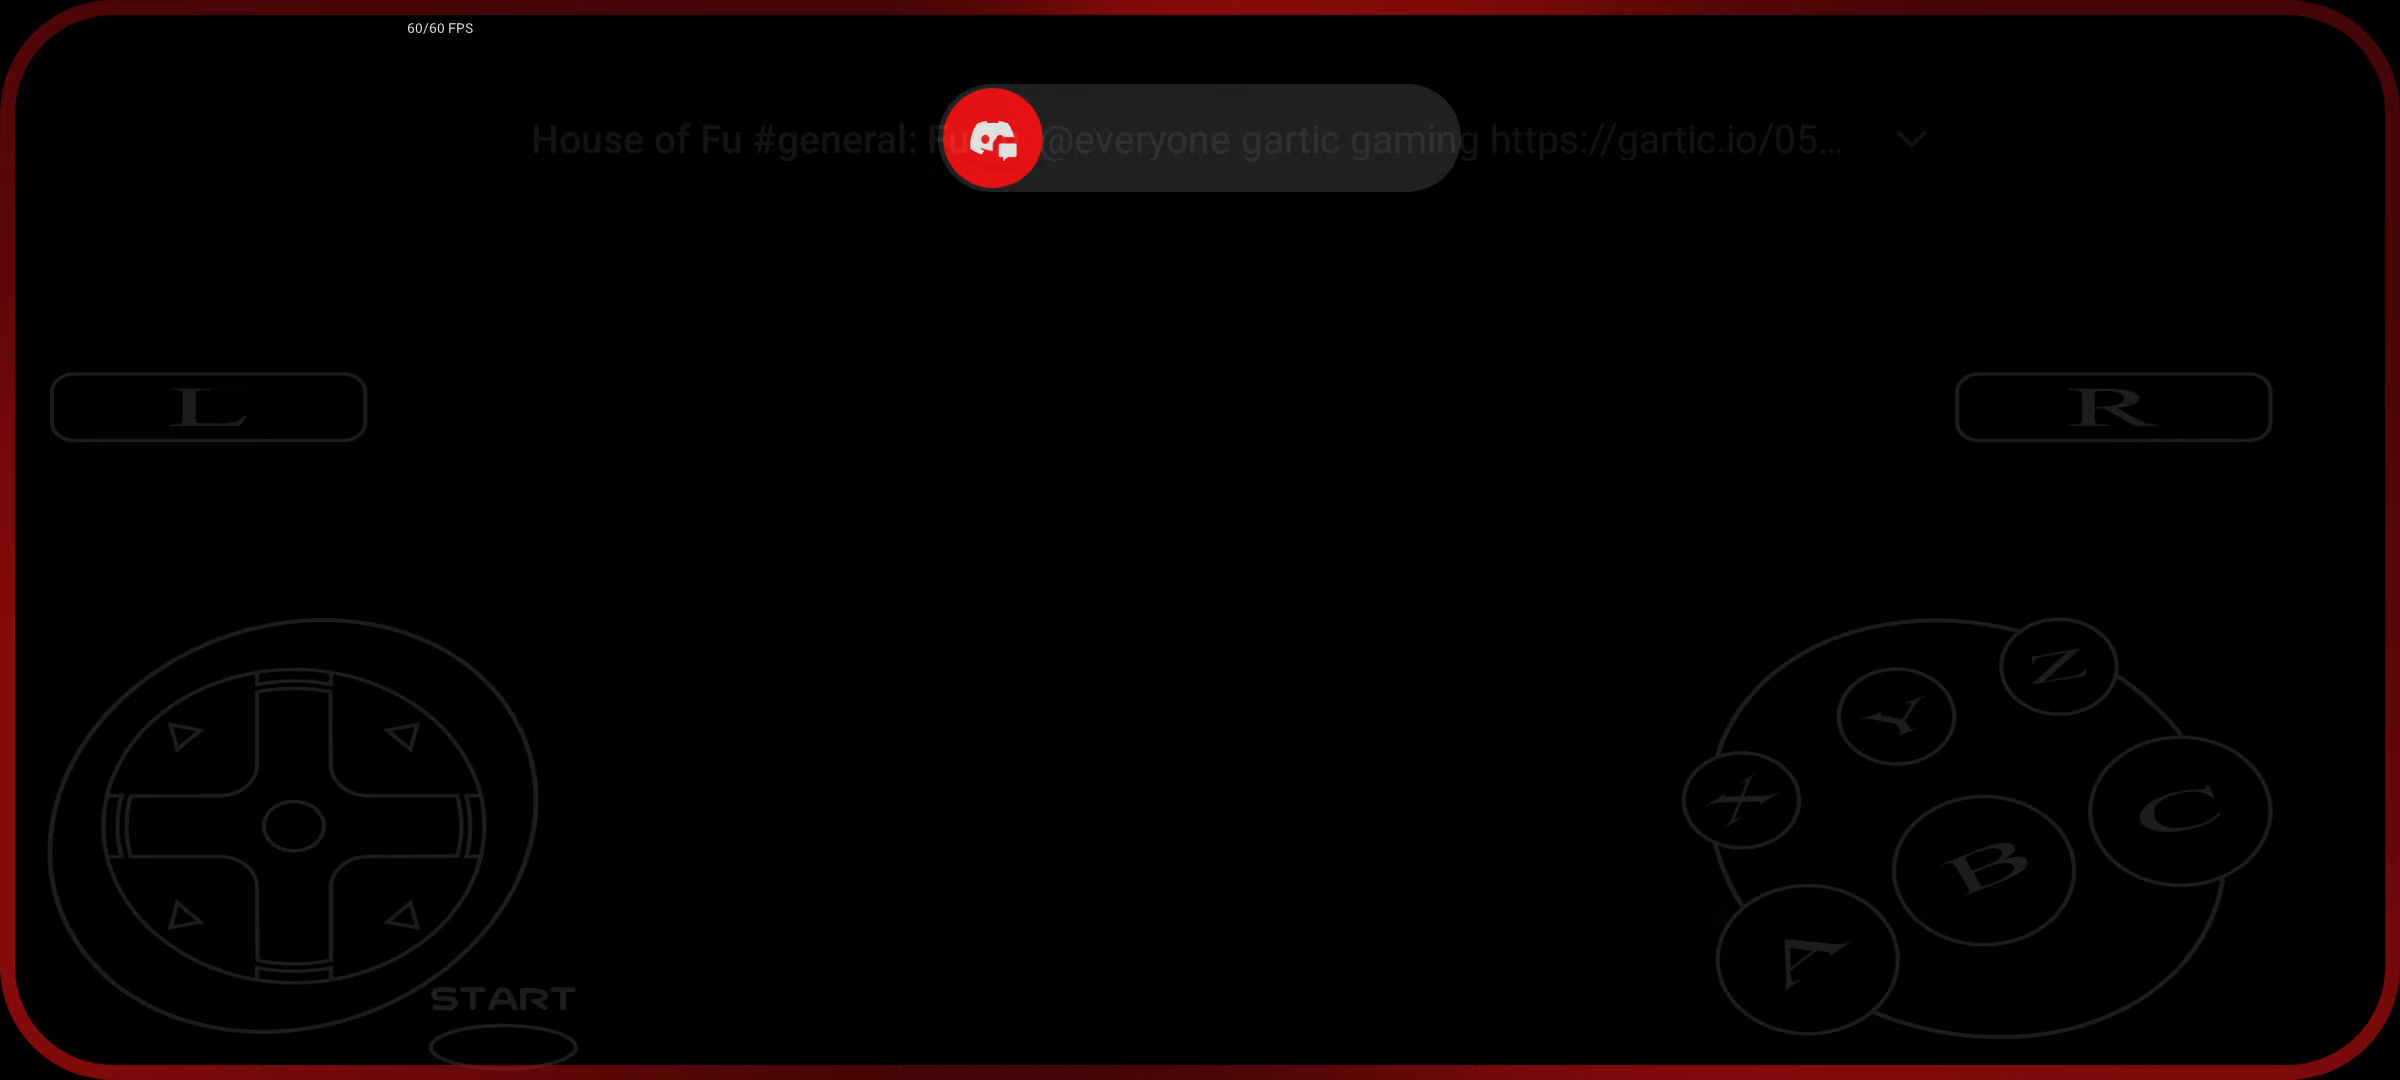 60/60 FPS
House of Fu #general: @everyone gartic gaming https://gartic.io/05…
L
R
Z
Y
X
C
B
A
START